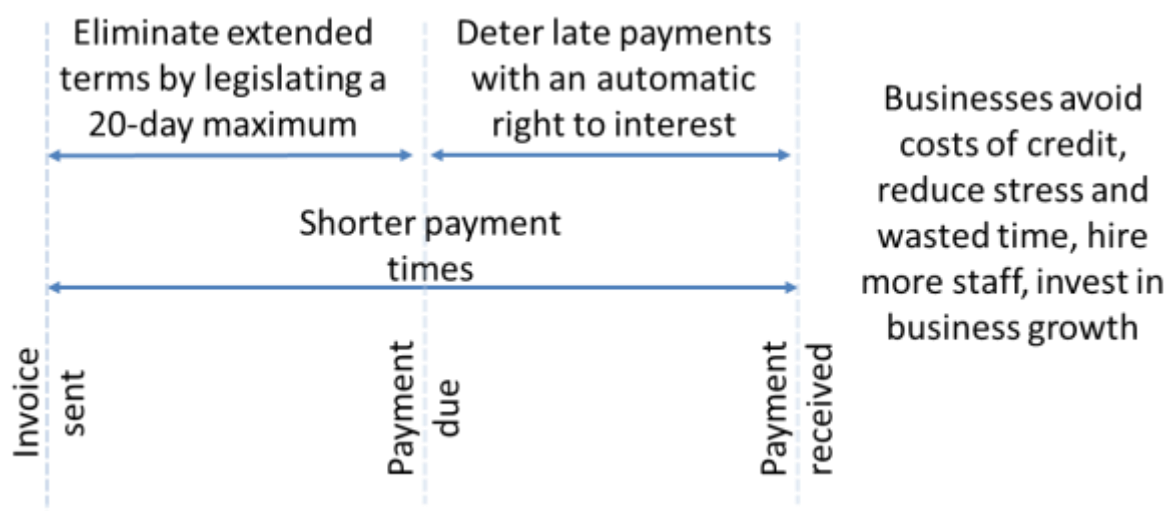 Eliminate extended
terms by legislating a
20-day maximum
Deter late payments
with an automatic
right to interest
Shorter payment
times
Businesses avoid
costs of credit,
reduce stress and
wasted time, hire
more staff, invest in
business growth
Invoice
sent
Payment
due
Payment
received